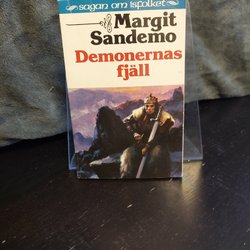 sagan om isfolket
Margit
Sandemo
Demonernas
fjäll